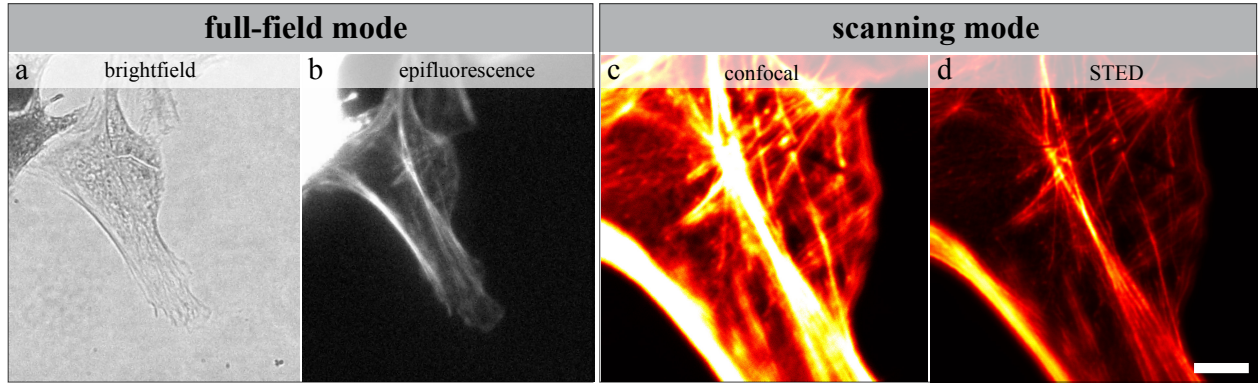 full-field mode
scanning mode
a
brightfield
b
epifluorescence
c
confocal
d
STED